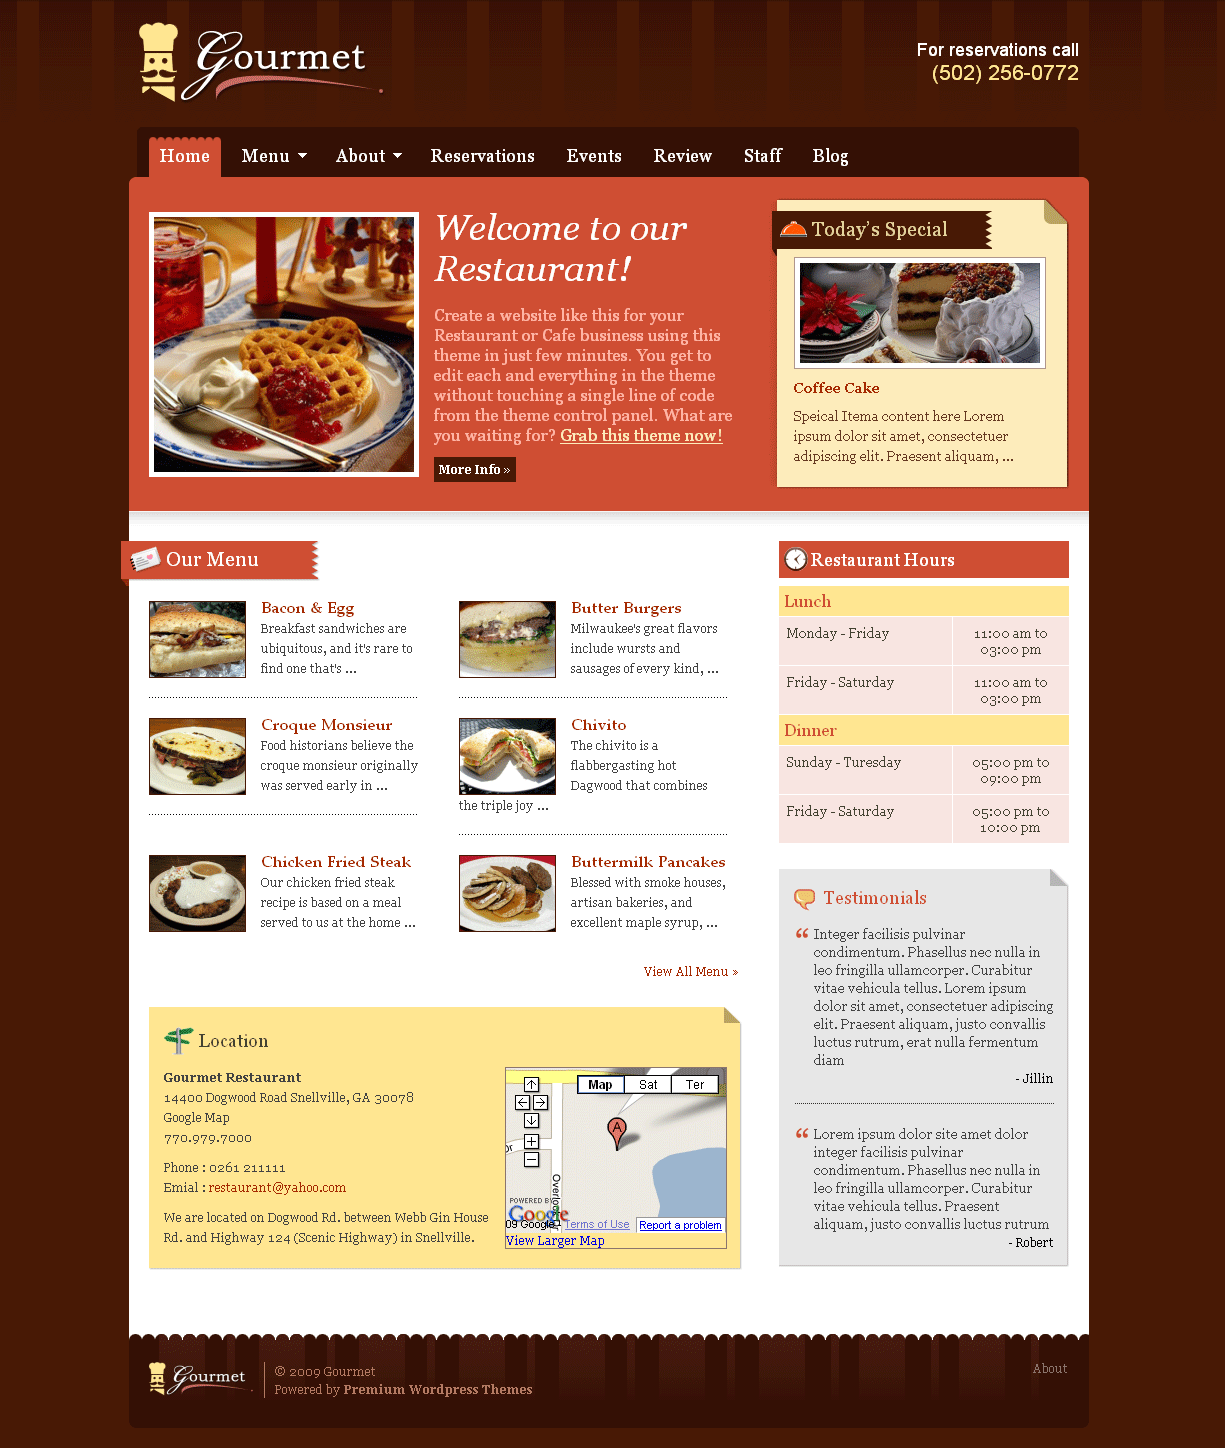 Gourmet
For reservations call
(502) 256-0772
Home Menu About Reservations Events Review Staff Blog
Welcome to our
Restaurant!
Create a website like this for your
Restaurant or Cafe business using this
theme in just few minutes. You get to
edit each and everything in the theme
without touching a single line of code
from the theme control panel. What are
you waiting for? Grab this theme now!
More Info »
Today's Special
Coffee Cake
Speical Itema content here Lorem
ipsum dolor sit amet, consectetuer
adipiscing elit. Praesent aliquam, ...
Our Menu
Bacon & Egg
Breakfast sandwiches are
ubiquitous, and it's rare to
find one that's ...
Butter Burgers
Milwaukee's great flavors
include wursts and
sausages of every kind, ...
Croque Monsieur
Food historians believe the
croque monsieur originally
was served early in ...
Chivito
The chivito is a
flabbergasting hot
Dagwood that combines
the triple joy ...
Chicken Fried Steak
Our chicken fried steak
recipe is based on a meal
served to us at the home ...
Buttermilk Pancakes
Blessed with smoke houses,
artisan bakeries, and
excellent maple syrup, ...
View All Menu »
Restaurant Hours
Lunch
Monday - Friday 11:00 am to
03:00 pm
Friday - Saturday 11:00 am to
03:00 pm
Dinner
Sunday - Turesday 05:00 pm to
09:00 pm
Friday - Saturday 05:00 pm to
10:00 pm
Testimonials
Integer facilisis pulvinar
condimentum. Phasellus nec nulla in
leo fringilla ullamcorper. Curabitur
vitae vehicula tellus. Lorem ipsum
dolor sit amet, consectetuer adipiscing
elit. Praesent aliquam, justo convallis
luctus rutrum, erat nulla fermentum
diam
- Jillin
Lorem ipsum dolor site amet dolor
integer facilisis pulvinar
condimentum. Phasellus nec nulla in
leo fringilla ullamcorper. Curabitur
vitae vehicula tellus. Praesent
aliquam, justo convallis luctus rutrum
- Robert
Location
Gourmet Restaurant
14400 Dogwood Road Snellville, GA 30078
Google Map
770.979.7000
Phone : 0261 211111
Emial : restaurant@yahoo.com
We are located on Dogwood Rd. between Webb Gin House
Rd. and Highway 124 (Scenic Highway) in Snellville.
Map Sat Ter
A
POWERED BY
Google
09 Google Terms of Use Report a problem
View Larger Map
Gourmet
© 2009 Gourmet
Powered by Premium Wordpress Themes
About